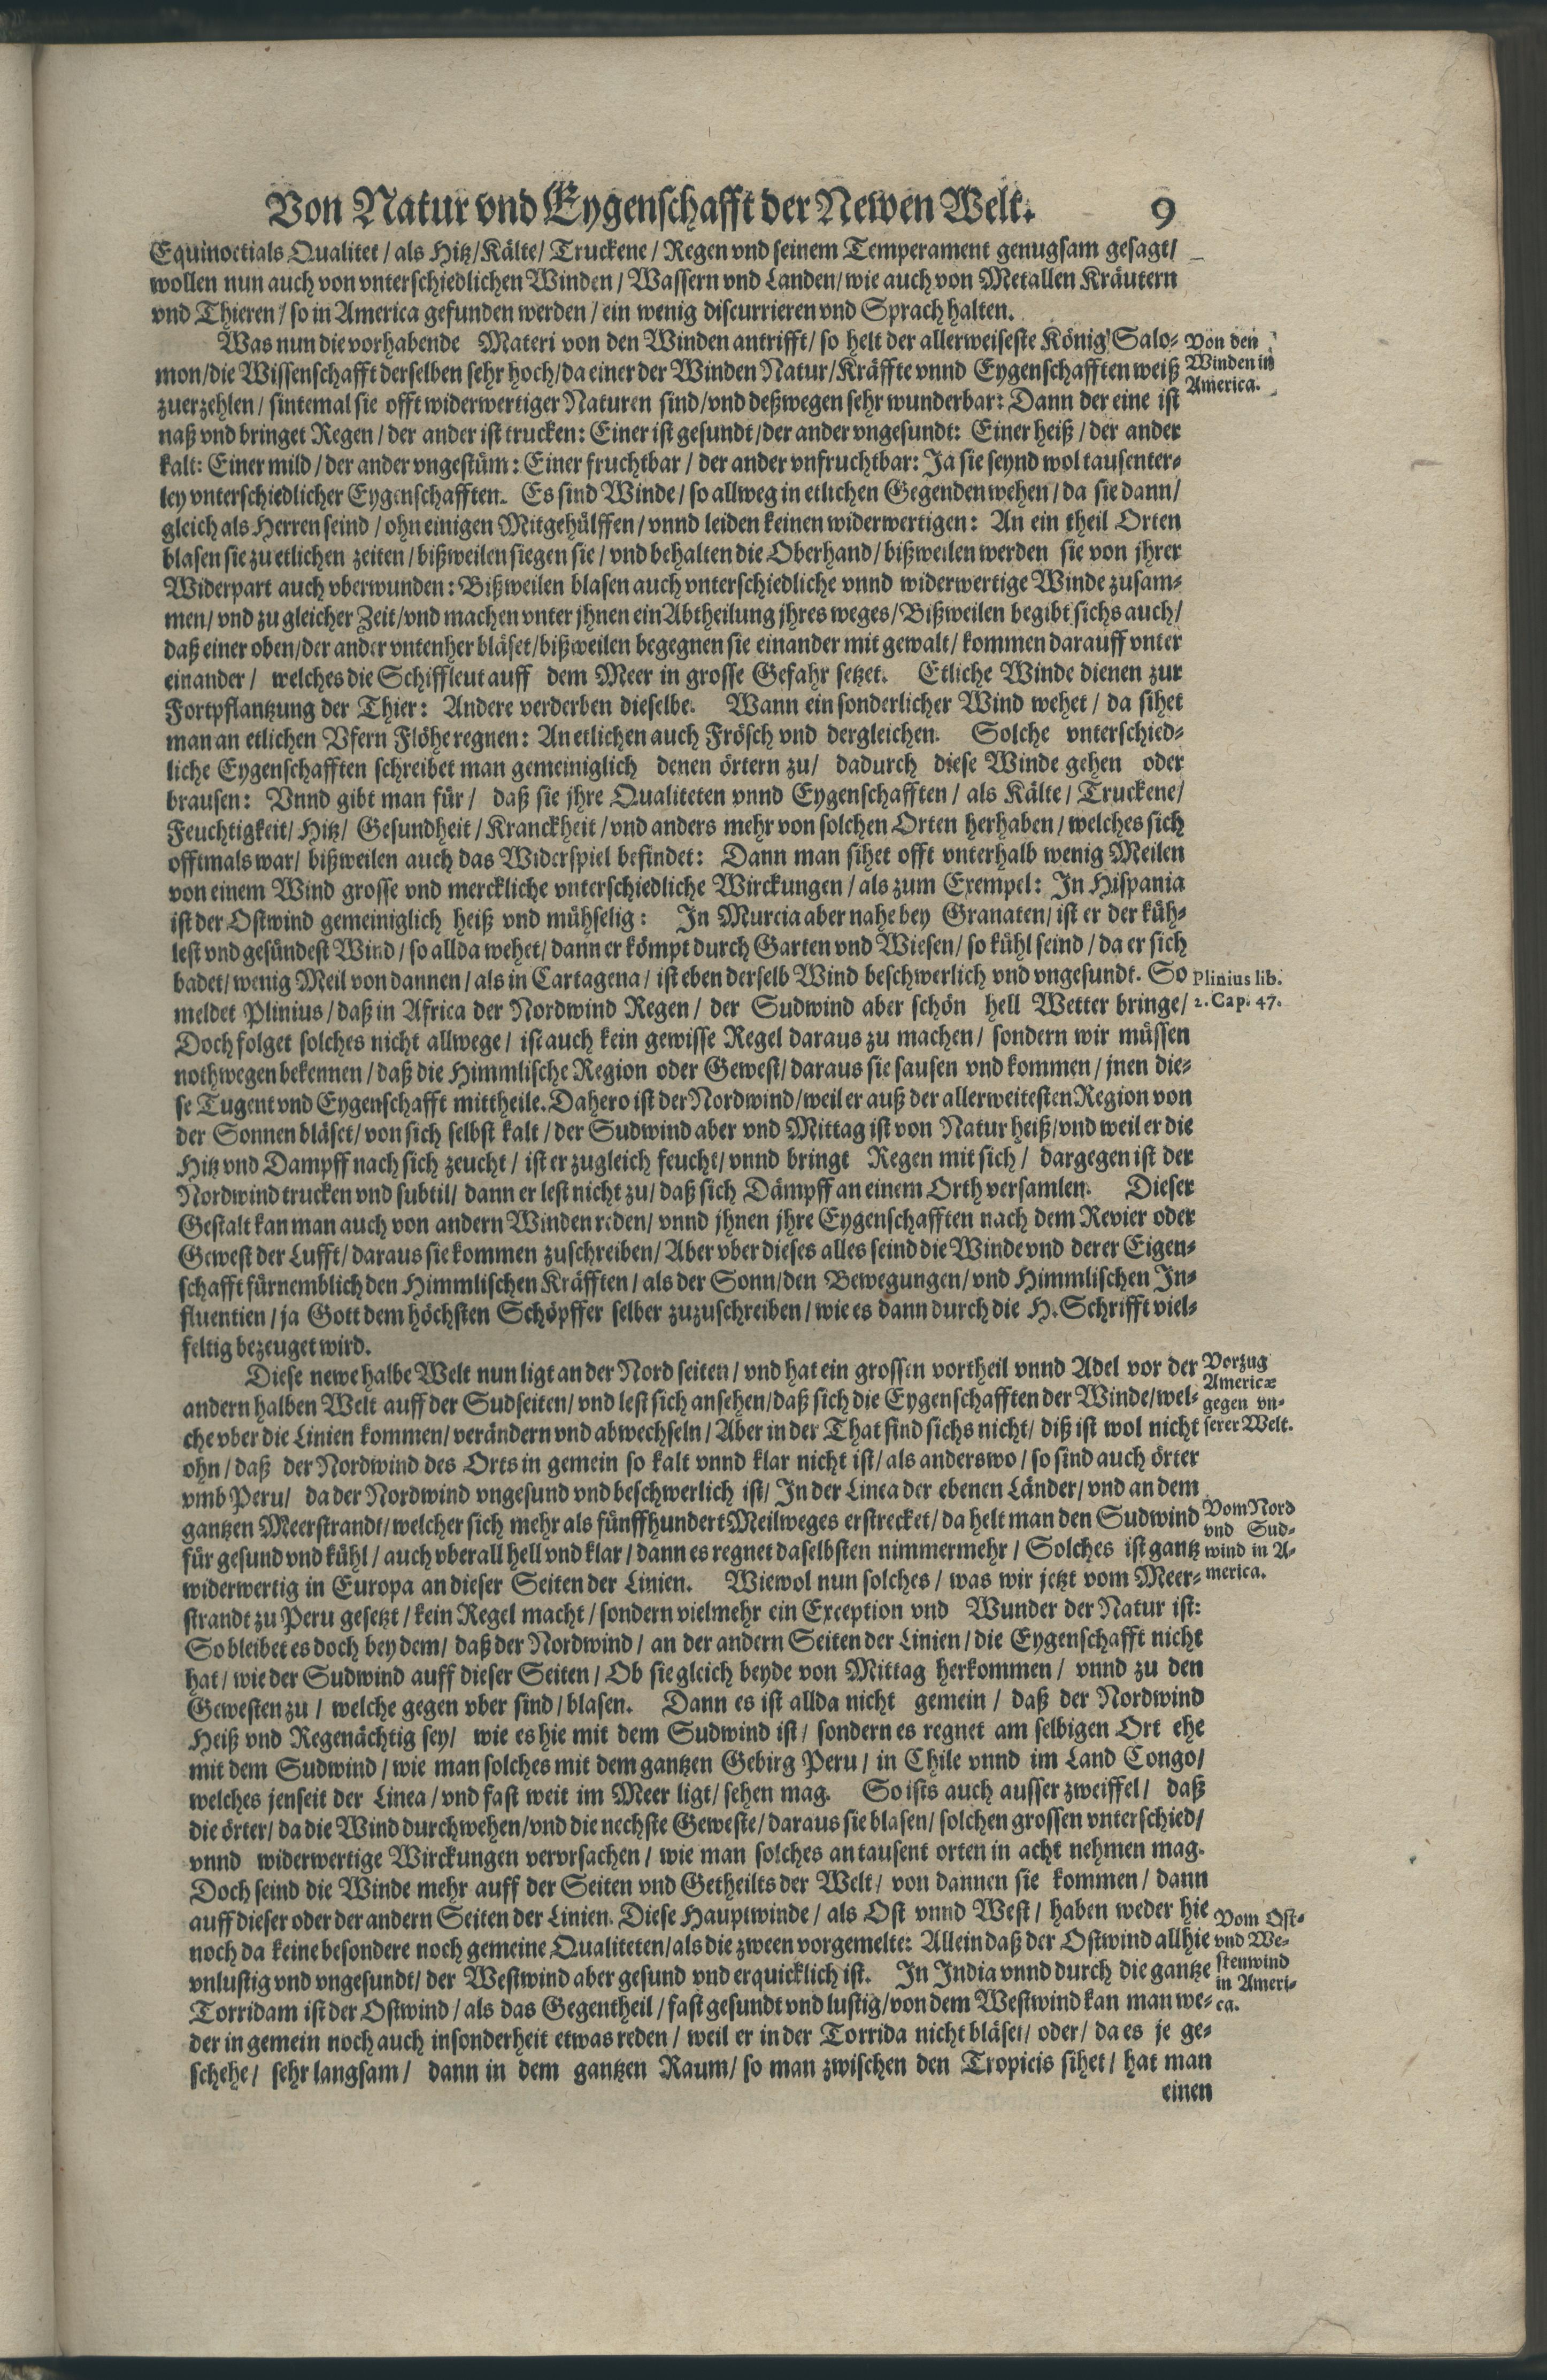 Von Natur vnd Eygenschafft der Newen Welt. 9
Equinoctials Qualitet / als Hitz / Kälte / Truckene / Regen vnd seinem Temperament genugsam gesagt /
wollen nun auch von vnterschiedlichen Winden / Wassern vnd Landen / wie auch von Metallen Kräutern
vnd Thieren / so in America gefunden werden / ein wenig discurrieren vnd Sprach halten.
Was nun die vorhabende Materi von den Winden antrifft / so helt der allerweiseste König Salo-
mon / die Wissenschafft derselben sehr hoch / da einer der Winden Natur / Kräffte vnnd Eygenschafften weiß
zuerzehlen / sintemal sie offt widerwertiger Naturen sind / vnd deßwegen sehr wunderbar: Dann der eine ist
naß vnd bringet Regen / der ander ist trucken: Einer ist gesundt / der ander vngesundt: Einer heiß / der ander
kalt: Einer mild / der ander vngestüm: Einer fruchtbar / der ander vnfruchtbar: Ja sie seynd wol tausenter-
ley vnterschiedlicher Eygenschafften. Es sind Winde / so allweg in etlichen Gegenden wehen / da sie dann /
gleich als Herren seind / ohn einigen Mitgehülffen / vnnd leiden keinen widerwertigen: An ein theil Orten
blasen sie zu etlichen zeiten / bißweilen siegen sie / vnd behalten die Oberhand / bißweilen werden sie von jhrer
Widerpart auch vberwunden: Bißweilen blasen auch vnterschiedliche vnnd widerwertige Winde zusam-
men / vnd zu gleicher Zeit / vnd machen vnter jhnen ein Abtheilung jhres weges / Bißweilen begibt sichs auch /
daß einer oben / der ander vntenher bläset / bißweilen begegnen sie einander mit gewalt / kommen darauff vnter
einander / welches die Schiffleut auff dem Meer in grosse Gefahr setzet. Etliche Winde dienen zur
Fortpflantzung der Thier: Andere verderben dieselbe. Wann ein sonderlicher Wind wehet / da sihet
man an etlichen Vfern Flöhe regnen: An etlichen auch Frösch vnd dergleichen. Solche vnterschied-
liche Eygenschafften schreibet man gemeiniglich denen örtern zu / dadurch diese Winde gehen oder
brausen: Vnnd gibt man für / daß sie jhre Qualiteten vnnd Eygenschafften / als Kälte / Truckene /
Feuchtigkeit / Hitz / Gesundheit / Kranckheit / vnd anders mehr von solchen Orten herhaben / welches sich
offtmals war / bißweilen auch das Widerspiel befindet: Dann man sihet offt vnterhalb wenig Meilen
von einem Wind grosse vnd merckliche vnterschiedliche Wirckungen / als zum Exempel: In Hispania
ist der Ostwind gemeiniglich heiß vnd mühselig: In Murcia aber nahe bey Granaten / ist er der küh-
lest vnd gesündest Wind / so allda wehet / dann er kömpt durch Garten vnd Wiesen / so kühl seind / da er sich
badet / wenig Meil von dannen / als in Cartagena / ist eben derselb Wind beschwerlich vnd vngesundt. So
meldet Plinius / daß in Africa der Nordwind Regen / der Sudwind aber schön hell Wetter bringe /
Doch folget solches nicht allwege / ist auch kein gewisse Regel daraus zu machen / sondern wir müssen
nothwegen bekennen / daß die Himmlische Region oder Gewest / daraus sie sausen vnd kommen / jnen die-
se Tugent vnd Eygenschafft mittheile. Dahero ist der Nordwind / weil er auß der allerweitesten Region von
der Sonnen bläset / von sich selbst kalt / der Sudwind aber vnd Mittag ist von Natur heiß / vnd weil er die
Hitz vnd Dampff nach sich zeucht / ist er zugleich feucht / vnnd bringt Regen mit sich / dargegen ist der
Nordwind trucken vnd subtil / dann er lest nicht zu / daß sich Dämpff an einem Orth versamlen. Dieser
Gestalt kan man auch von andern Winden reden / vnnd jhnen jhre Eygenschafften nach dem Revier oder
Gewest der Lufft / daraus sie kommen zuschreiben / Aber vber dieses alles seind die Winde vnd derer Eigen-
schafft fürnemblich den Himmlischen Kräfften / als der Sonn / den Bewegungen / vnd Himmlischen In-
fluentien / ja Gott dem höchsten Schöpffer selber zuzuschreiben / wie es dann durch die H. Schrifft viel-
feltig bezeuget wird.
Diese newe halbe Welt nun ligt an der Nord seiten / vnd hat ein grossen vortheil vnnd Adel vor der
andern halben Welt auff der Sudseiten / vnd lest sich ansehen / daß sich die Eygenschafften der Winde / wel-
che vber die Linien kommen / verändern vnd abwechseln / Aber in der That find sichs nicht / diß ist wol nicht
ohn / daß der Nordwind des Orts in gemein so kalt vnnd klar nicht ist / als anderswo / so sind auch örter
vmb Peru / da der Nordwind vngesund vnd beschwerlich ist / In der Linea der ebenen Länder / vnd an dem
gantzen Meerstrandt / welcher sich mehr als fünffhundert Meilweges erstrecket / da helt man den Sudwind
für gesund vnd kühl / auch vberall hell vnd klar / dann es regnet daselbsten nimmermehr / Solches ist gantz
widerwertig in Europa an dieser Seiten der Linien. Wiewol nun solches / was wir jetzt vom Meer-
strandt zu Peru gesetzt / kein Regel macht / sondern vielmehr ein Exception vnd Wunder der Natur ist:
So bleibet es doch bey dem / daß der Nordwind / an der andern Seiten der Linien / die Eygenschafft nicht
hat / wie der Sudwind auff dieser Seiten / Ob sie gleich beyde von Mittag herkommen / vnnd zu den
Gewesten zu / welche gegen vber sind / blasen. Dann es ist allda nicht gemein / daß der Nordwind
Heiß vnd Regenächtig sey / wie es hie mit dem Sudwind ist / sondern es regnet am selbigen Ort ehe
mit dem Sudwind / wie man solches mit dem gantzen Gebirg Peru / in Chile vnnd im Land Congo /
welches jenseit der Linea / vnd fast weit im Meer ligt / sehen mag. So ists auch ausser zweiffel / daß
die örter / da die Wind durchwehen / vnd die nechste Geweste / daraus sie blasen / solchen grossen vnterschied /
vnnd widerwertige Wirckungen vervrsachen / wie man solches an tausent orten in acht nehmen mag.
Doch seind die Winde mehr auff der Seiten vnd Getheilts der Welt / von dannen sie kommen / dann
auff dieser oder der andern Seiten der Linien. Diese Hauptwinde / als Ost vnnd West / haben weder hie
noch da keine besondere noch gemeine Qualiteten / als die zween vorgemelte: Allein daß der Ostwind allhie
vnlustig vnd vngesundt / der Westwind aber gesund vnd erquicklich ist. In India vnnd durch die gantze
Torridam ist der Ostwind / als das Gegentheil / fast gesundt vnd lustig / von dem Westwind kan man we-
der in gemein noch auch insonderheit etwas reden / weil er in der Torrida nicht bläset / oder / da es je ge-
schehe / sehr langsam / dann in dem gantzen Raum / so man zwischen den Tropicis sihet / hat man
einen
Von den
Winden in
America.
Plinius lib.
2. Cap. 47.
Vorzug
Americæ
gegen vn-
serer Welt.
Vom Nord
vnd Sud-
wind in A-
merica.
Vom Ost-
vnd We-
stenwind
in Ameri-
ca.